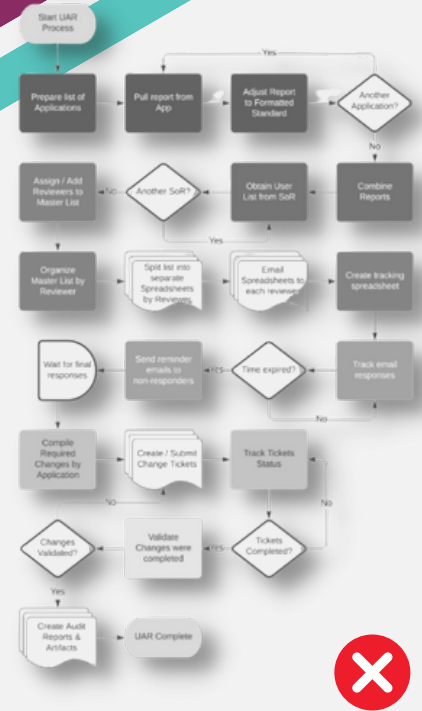 Start UAR
Process
Yes
Prepare list of
Applications
Pull report from
App
Adjust Report
to Formatted
Standard
Another
Application?
No
Assign / Add
Reviewers to
Master List
No
Another SoR?
Obtain User
List from SoR
Combine
Reports
Yes
Organize
Master List by
Reviewer
Split list into
separate
Spreadsheets
by Reviewer
Email
Spreadsheets to
each reviewer
Create tracking
spreadsheet
Wait for final
responses
Send reminder
emails to
non-responders
Yes
Time expired?
Track email
responses
No
Compile
Required
Changes by
Application
Create / Submit
Change Tickets
Track Tickets
Status
No
No
Changes
Validated?
Validate
Changes were
completed
Yes
Tickets
Completed?
Yes
Create Audit
Reports &
Artifacts
UAR Complete